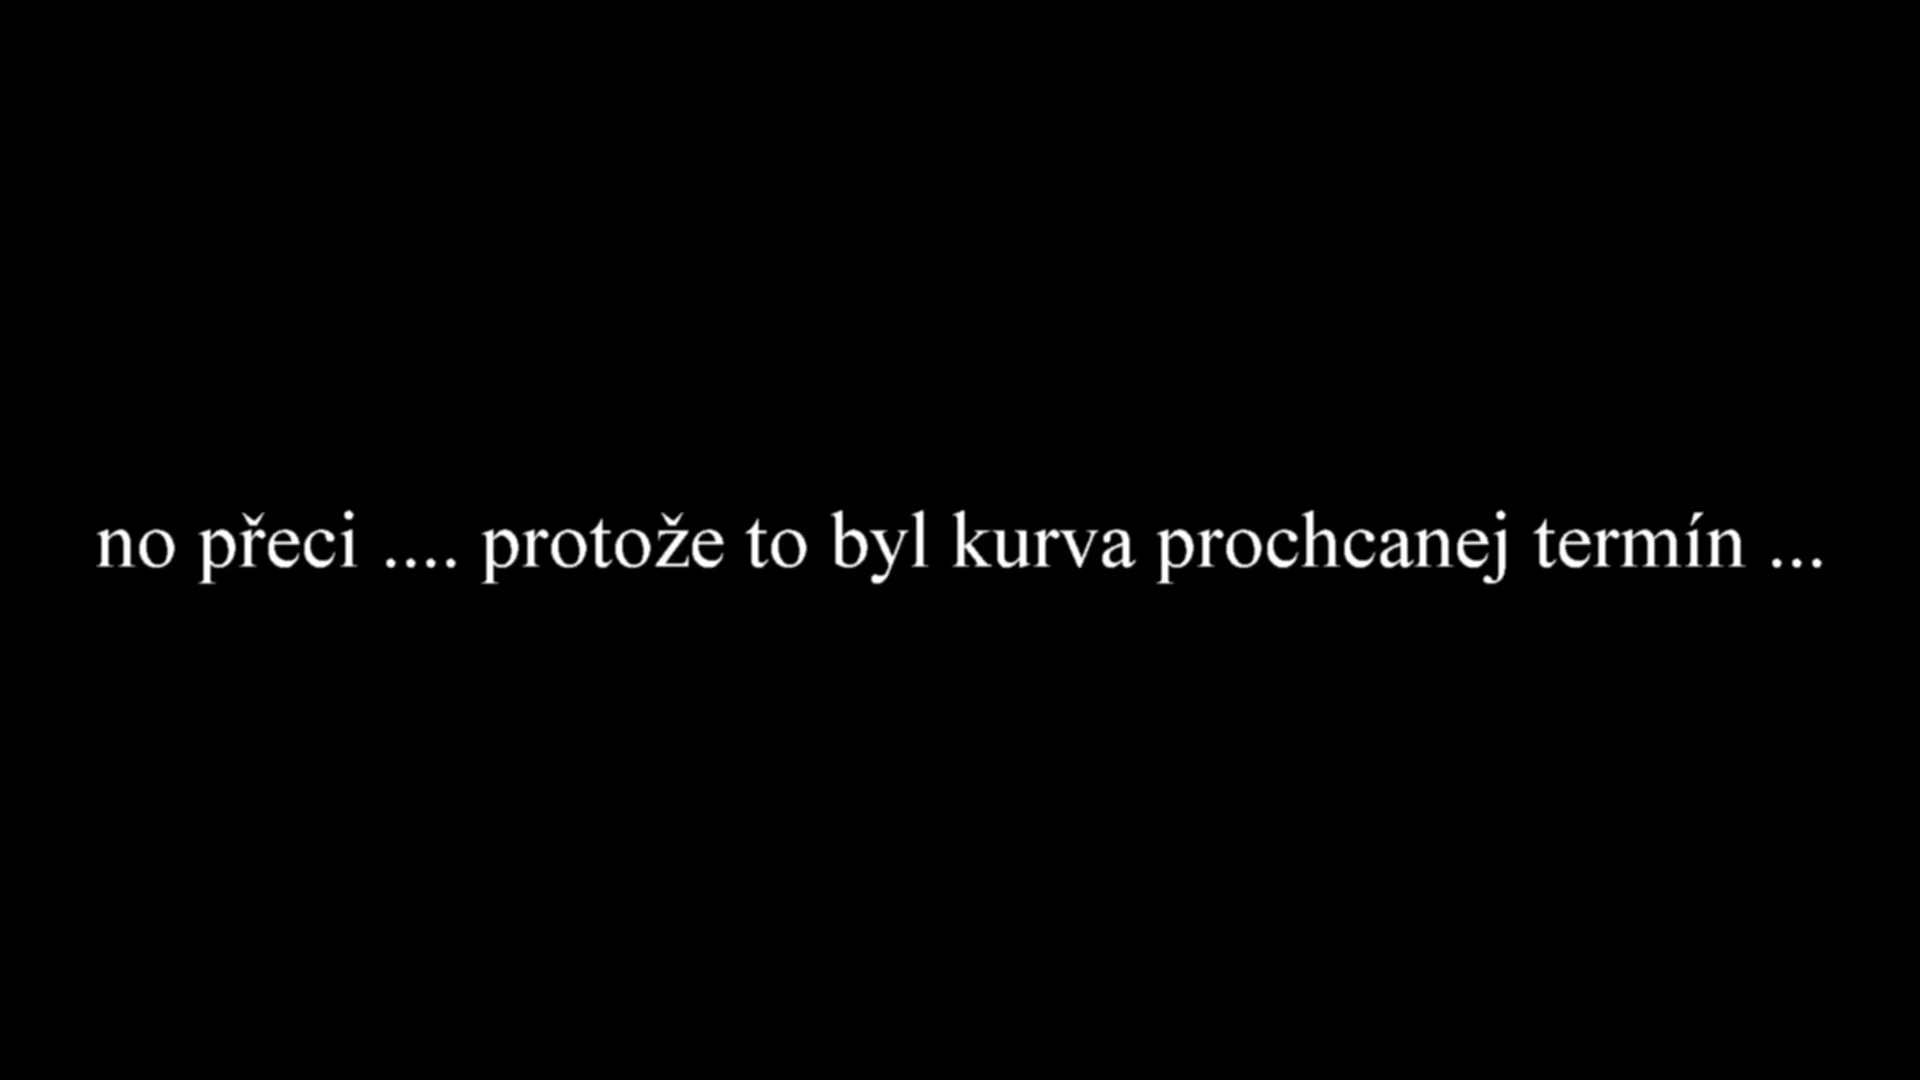 no přeci .... protože to byl kurva prochcanej termín ...